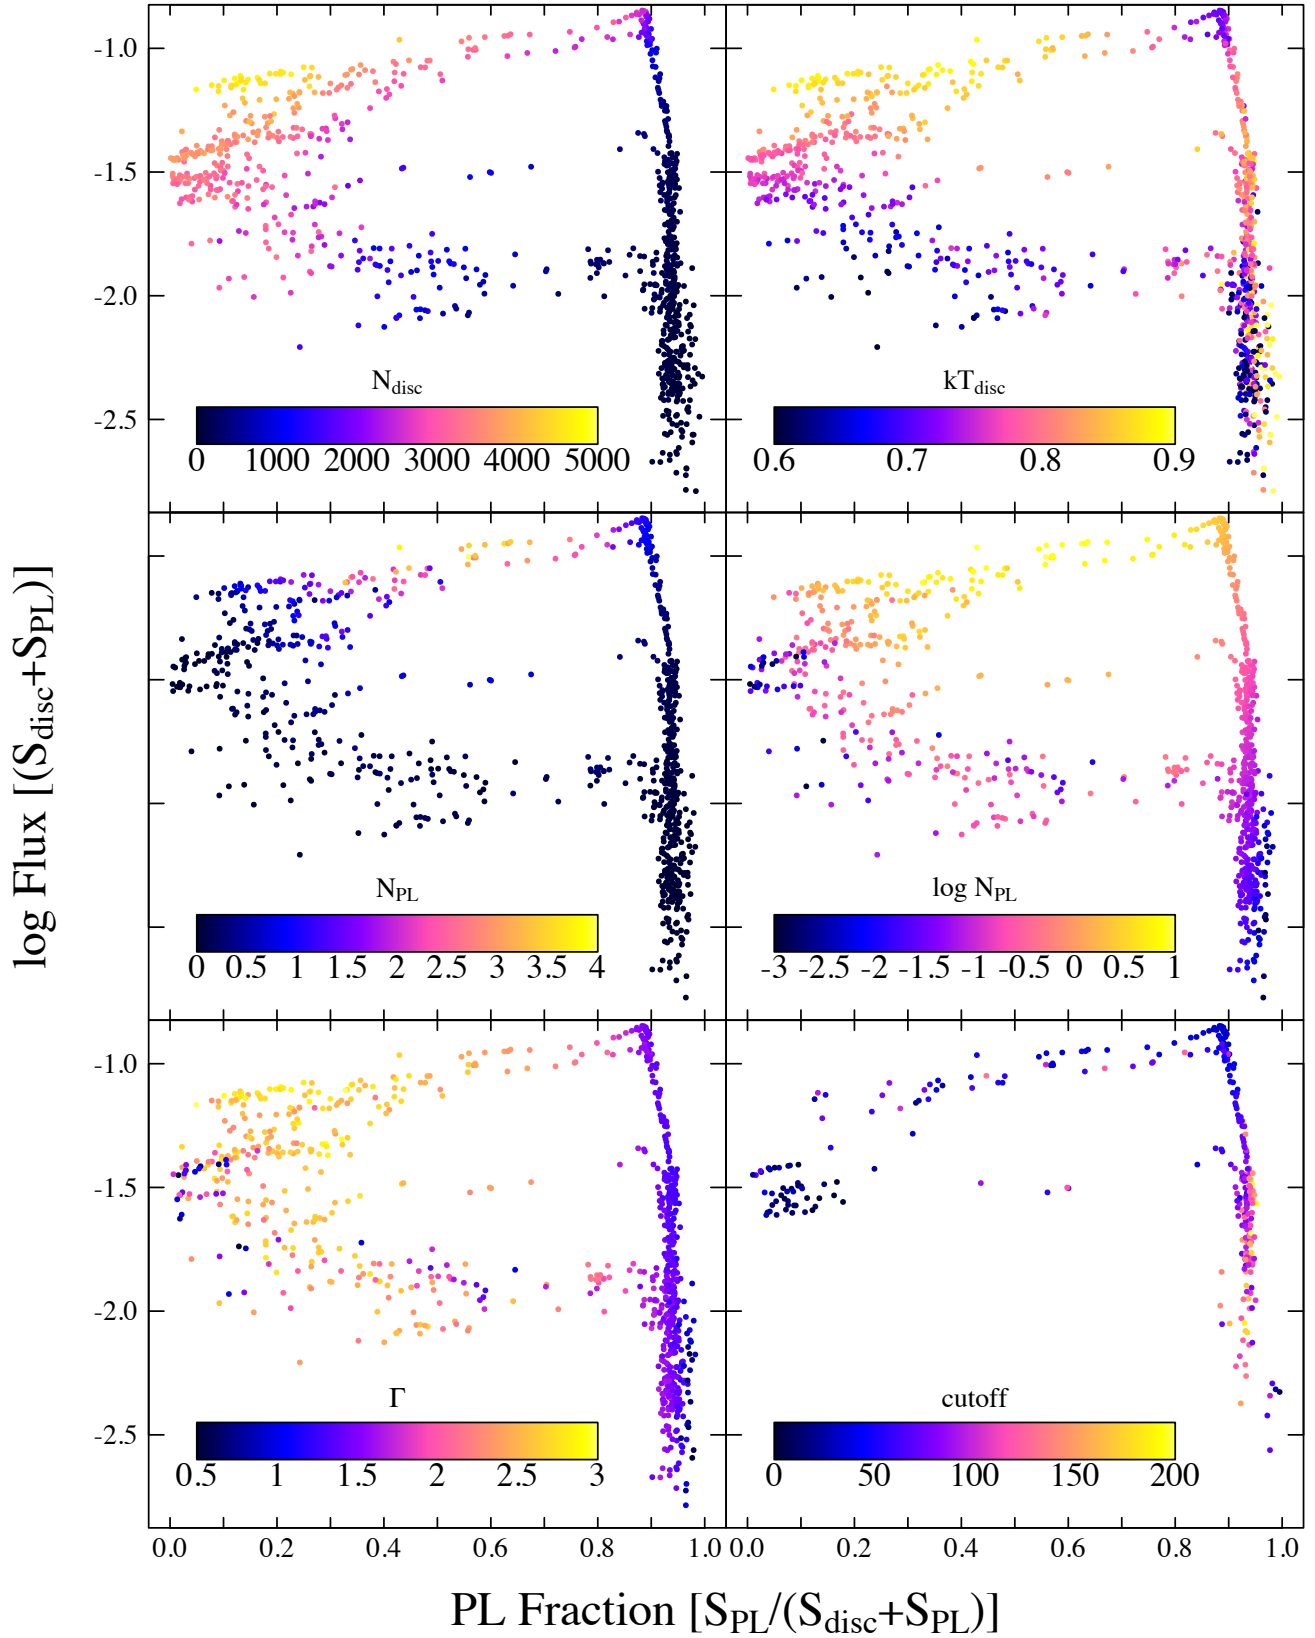 -1.0
-1.5
-2.0
-2.5
N_disc
0 1000 2000 3000 4000 5000
kT_disc
0.6 0.7 0.8 0.9
N_PL
0 0.5 1 1.5 2 2.5 3 3.5 4
log N_PL
-3 -2.5 -2 -1.5 -1 -0.5 0 0.5 1
-1.0
-1.5
-2.0
-2.5
Γ
0.5 1 1.5 2 2.5 3
cutoff
0 50 100 150 200
0.0 0.2 0.4 0.6 0.8 1.0 0.0 0.2 0.4 0.6 0.8 1.0
PL Fraction [S_PL/(S_disc+S_PL)]
log Flux [(S_disc+S_PL)]